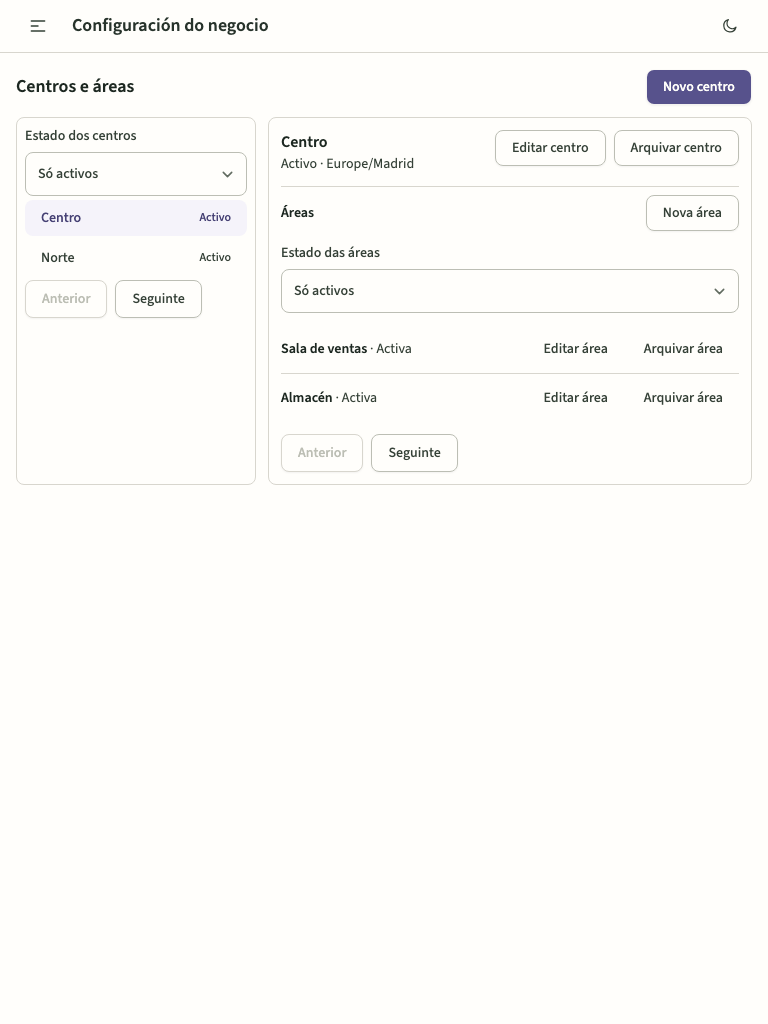 Configuración do negocio
Centros e áreas
Novo centro
Estado dos centros
Só activos
Centro Activo
Norte Activo
Anterior Seguinte
Centro
Activo · Europe/Madrid
Editar centro Arquivar centro
Áreas
Nova área
Estado das áreas
Só activos
Sala de ventas · Activa Editar área Arquivar área
Almacén · Activa Editar área Arquivar área
Anterior Seguinte